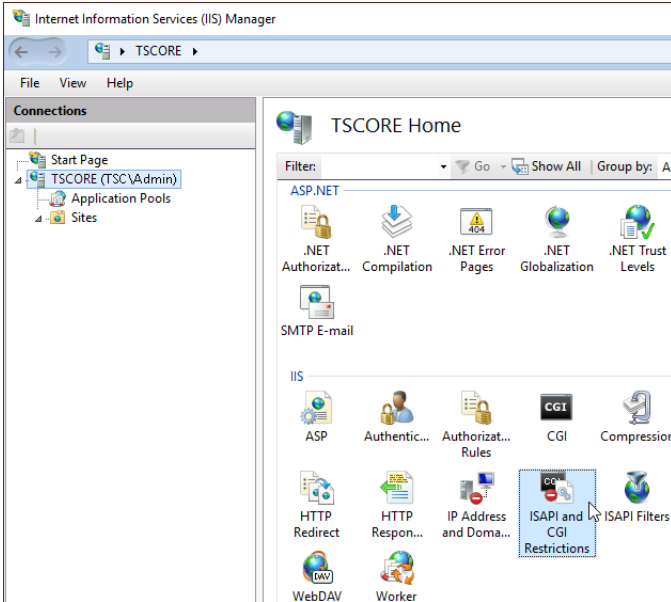 Internet Information Services (IIS) Manager
TSCORE
File View Help
Connections
Start Page
TSCORE (TSC\Admin)
Application Pools
Sites
TSCORE Home
Filter: Go Show All Group by: A
ASP.NET
.NET Authorizat...
.NET Compilation
.NET Error Pages
.NET Globalization
.NET Trust Levels
404
SMTP E-mail
IIS
ASP
Authentic...
Authorizat... Rules
CGI
CGI
Compression
HTTP Redirect
HTTP Respon...
IP Address and Doma...
ISAPI and CGI Restrictions
ISAPI Filters
DAV
WebDAV
Worker